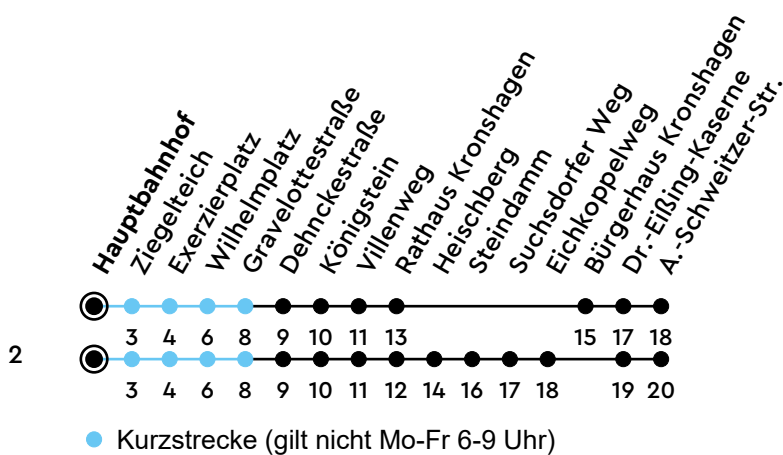 Hauptbahnhof
Ziegelteich
Exerzierplatz
Wilhelmplatz
Gravelottestraße
Dehnckestraße
Königstein
Villenweg
Rathaus Kronshagen
Heischberg
Steindamm
Suchsdorfer Weg
Eichkoppelweg
Bürgerhaus Kronshagen
Dr.-Eißing-Kaserne
A.-Schweitzer-Str.
3 4 6 8 9 10 11 13 15 17 18
2
3 4 6 8 9 10 11 12 14 16 17 18 19 20
Kurzstrecke (gilt nicht Mo-Fr 6-9 Uhr)